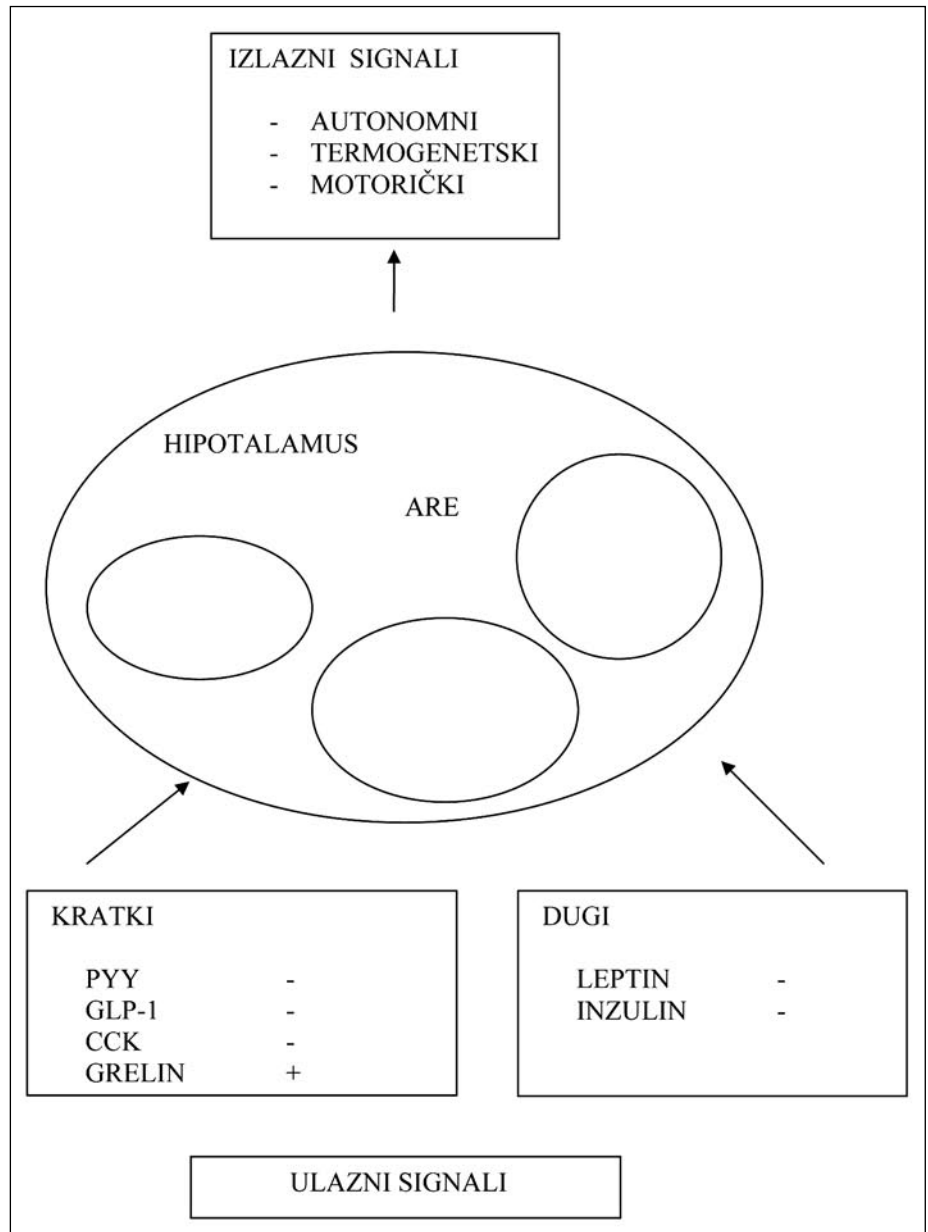 IZLAZNI SIGNALI
- AUTONOMNI
- TERMOGENETSKI
- MOTORIČKI
HIPOTALAMUS
ARE
KRATKI
PYY -
GLP-1 -
CCK -
GRELIN +
DUGI
LEPTIN -
INZULIN -
ULAZNI SIGNALI